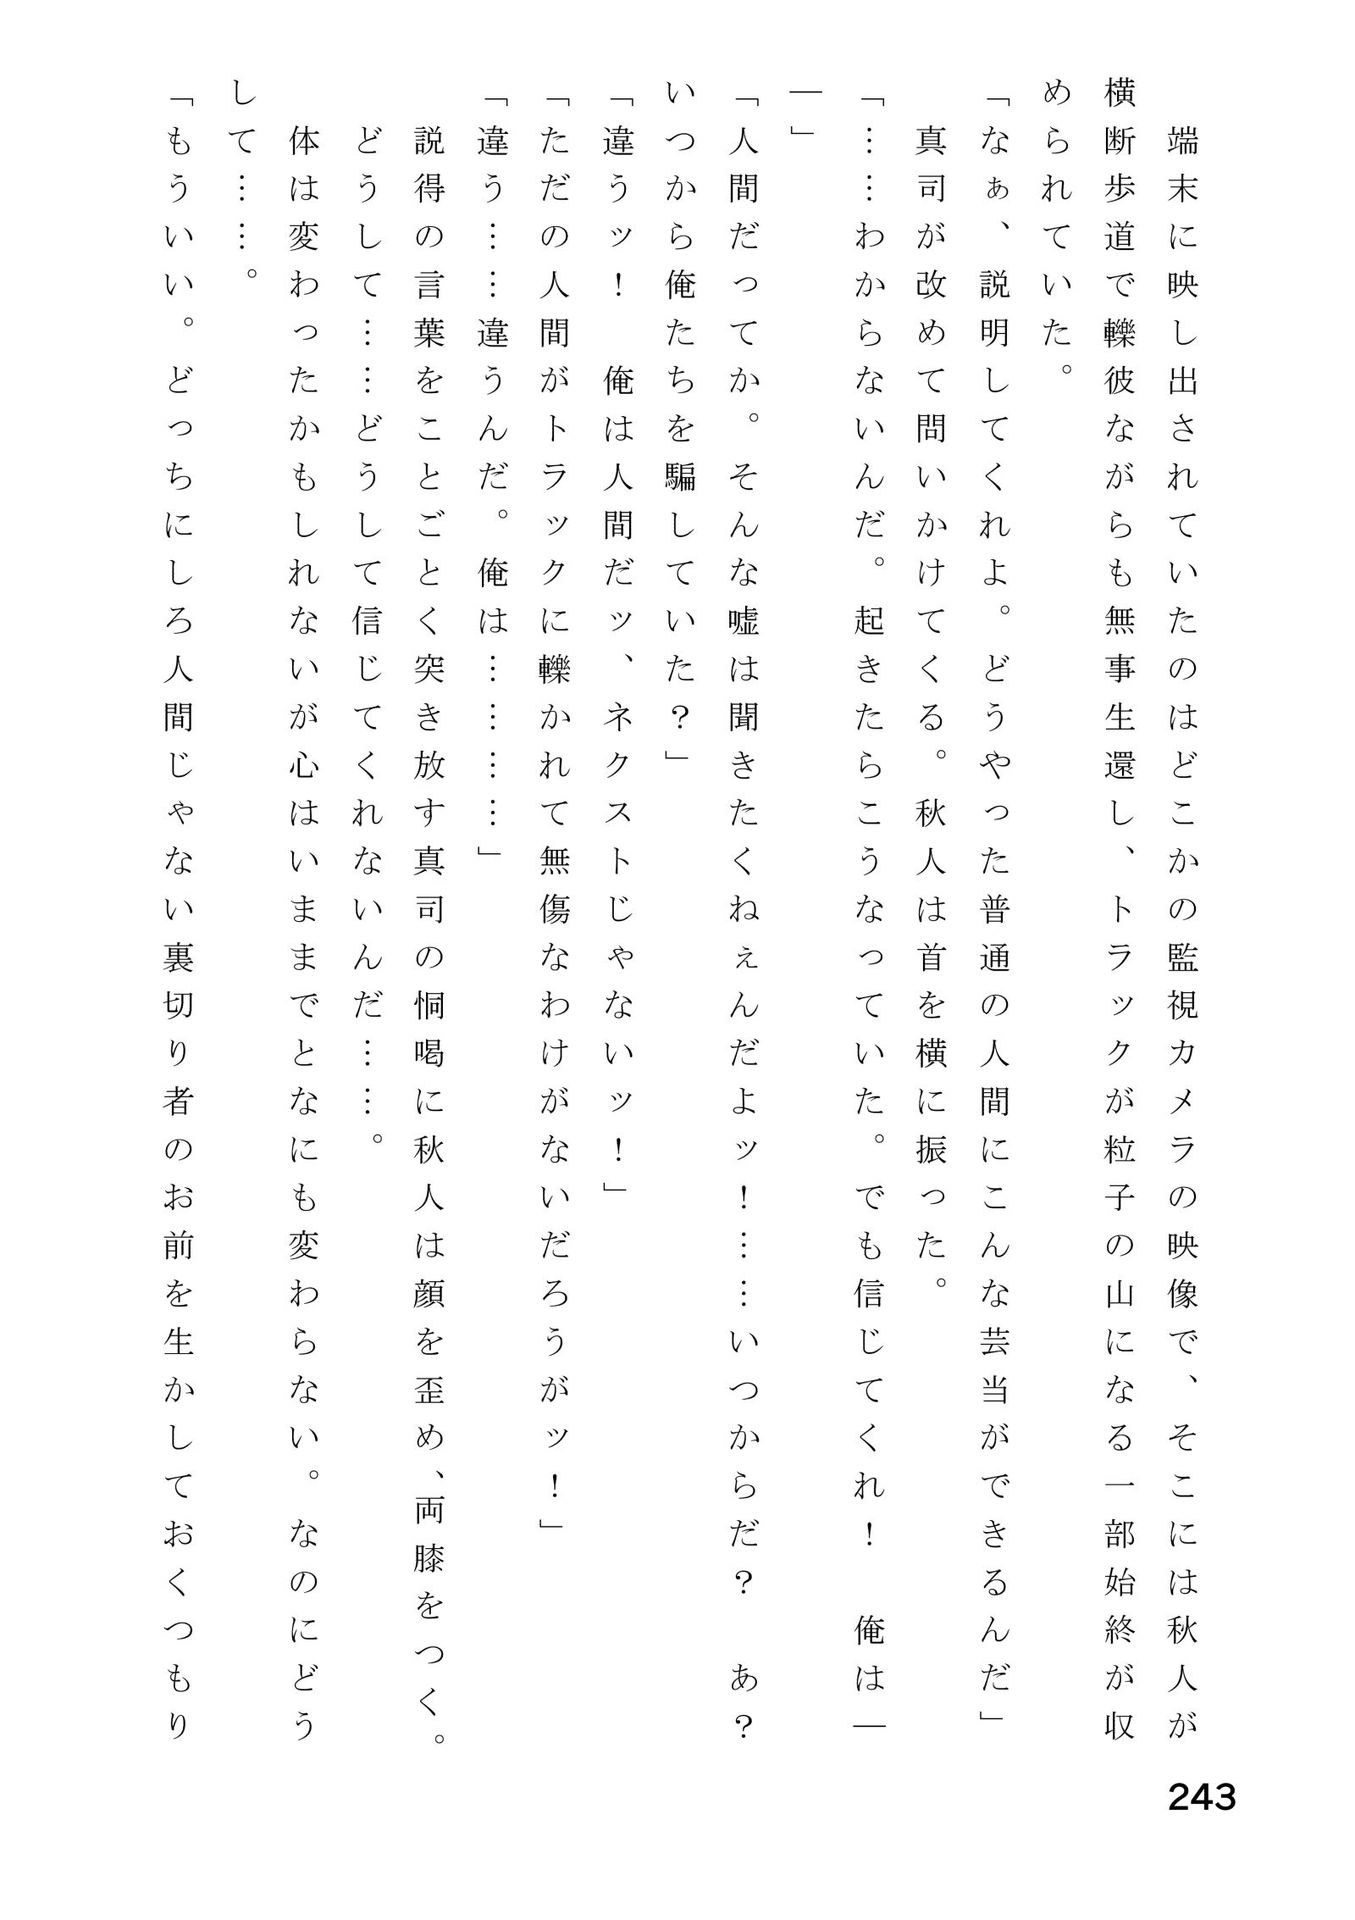 端末に映し出されていたのはどこかの監視カメラの映像で、そこには秋人が
横断歩道で轢彼ながらも無事生還し、トラックが粒子の山になる一部始終が収
められていた。
「なぁ、説明してくれよ。どうやった普通の人間にこんな芸当ができるんだ」
　真司が改めて問いかけてくる。秋人は首を横に振った。
「……わからないんだ。起きたらこうなっていた。でも信じてくれ！　俺は―
―」
「人間だってか。そんな嘘は聞きたくねぇんだよッ！……いつからだ？　あ？
いつから俺たちを騙していた？」
「違うッ！　俺は人間だッ、ネクストじゃないッ！」
「ただの人間がトラックに轢かれて無傷なわけがないだろうがッ！」
「違う……違うんだ。俺は…………」
　説得の言葉をことごとく突き放す真司の恫喝に秋人は顔を歪め、両膝をつく。
　どうして……どうして信じてくれないんだ……。
　体は変わったかもしれないが心はいままでとなにも変わらない。なのにどう
して……。
「もういい。どっちにしろ人間じゃない裏切り者のお前を生かしておくつもり
243